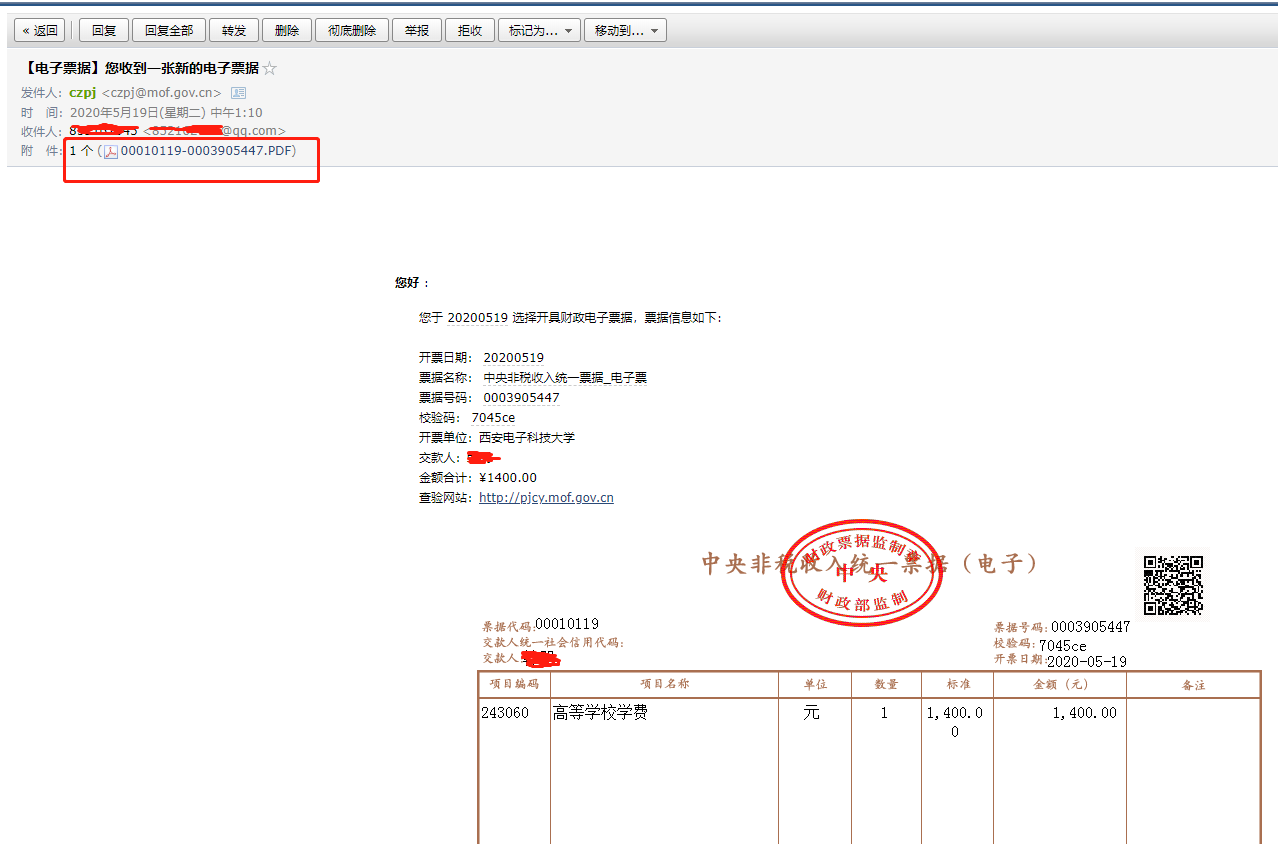 « 返回 回复 回复全部 转发 删除 彻底删除 举报 拒收 标记为... 移动到...
【电子票据】您收到一张新的电子票据☆
发件人：czpj <czpj@mof.gov.cn>
时 间：2020年5月19日(星期二) 中午1:10
收件人： @qq.com>
附 件：1 个 (00010119-0003905447.PDF)
您好 ：
您于 20200519 选择开具财政电子票据，票据信息如下：
开票日期： 20200519
票据名称： 中央非税收入统一票据_电子票
票据号码： 0003905447
校验码： 7045ce
开票单位：西安电子科技大学
交款人：
金额合计：¥1400.00
查验网站：http://pjcy.mof.gov.cn
中央非税收入统一票据（电子）
财政票据监制章
中央
财政部监制
票据代码:00010119 票据号码:0003905447
交款人统一社会信用代码: 校验码:7045ce
交款人 开票日期:2020-05-19
项目编码 项目名称 单位 数量 标准 金额（元） 备注
243060 高等学校学费 元 1 1,400.0 1,400.00
0